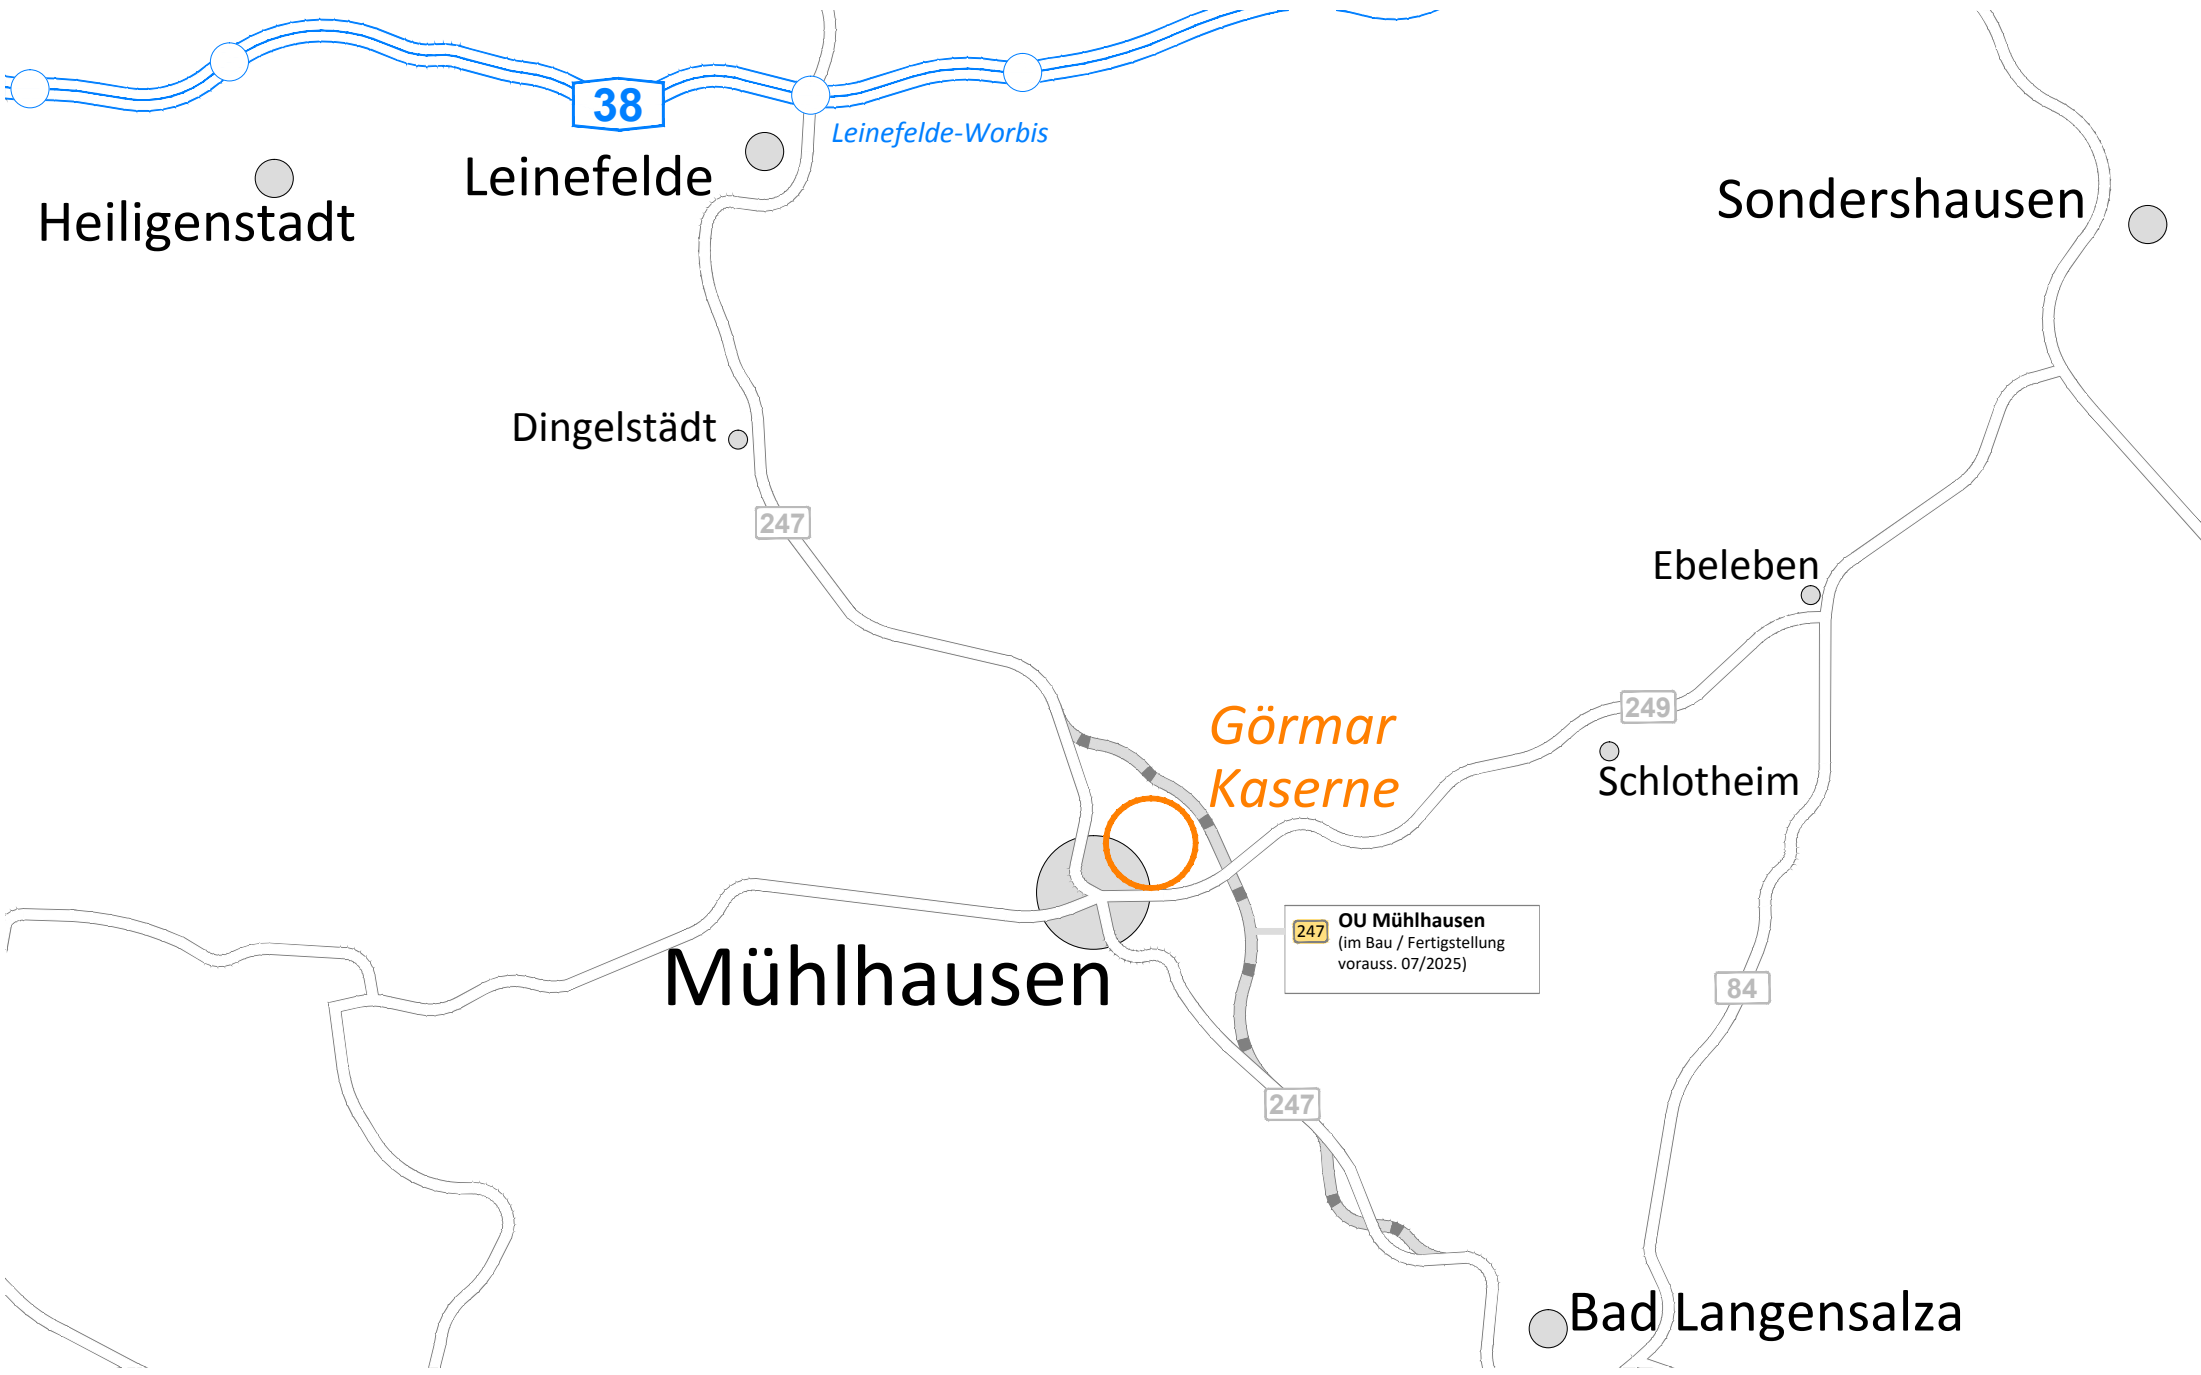 38
Leinefelde-Worbis
Leinefelde
Heiligenstadt
Sondershausen
Dingelstädt
247
Ebeleben
249
Görmar
Kaserne
Schlotheim
247
OU Mühlhausen
(im Bau / Fertigstellung
vorauss. 07/2025)
Mühlhausen
84
247
Bad Langensalza